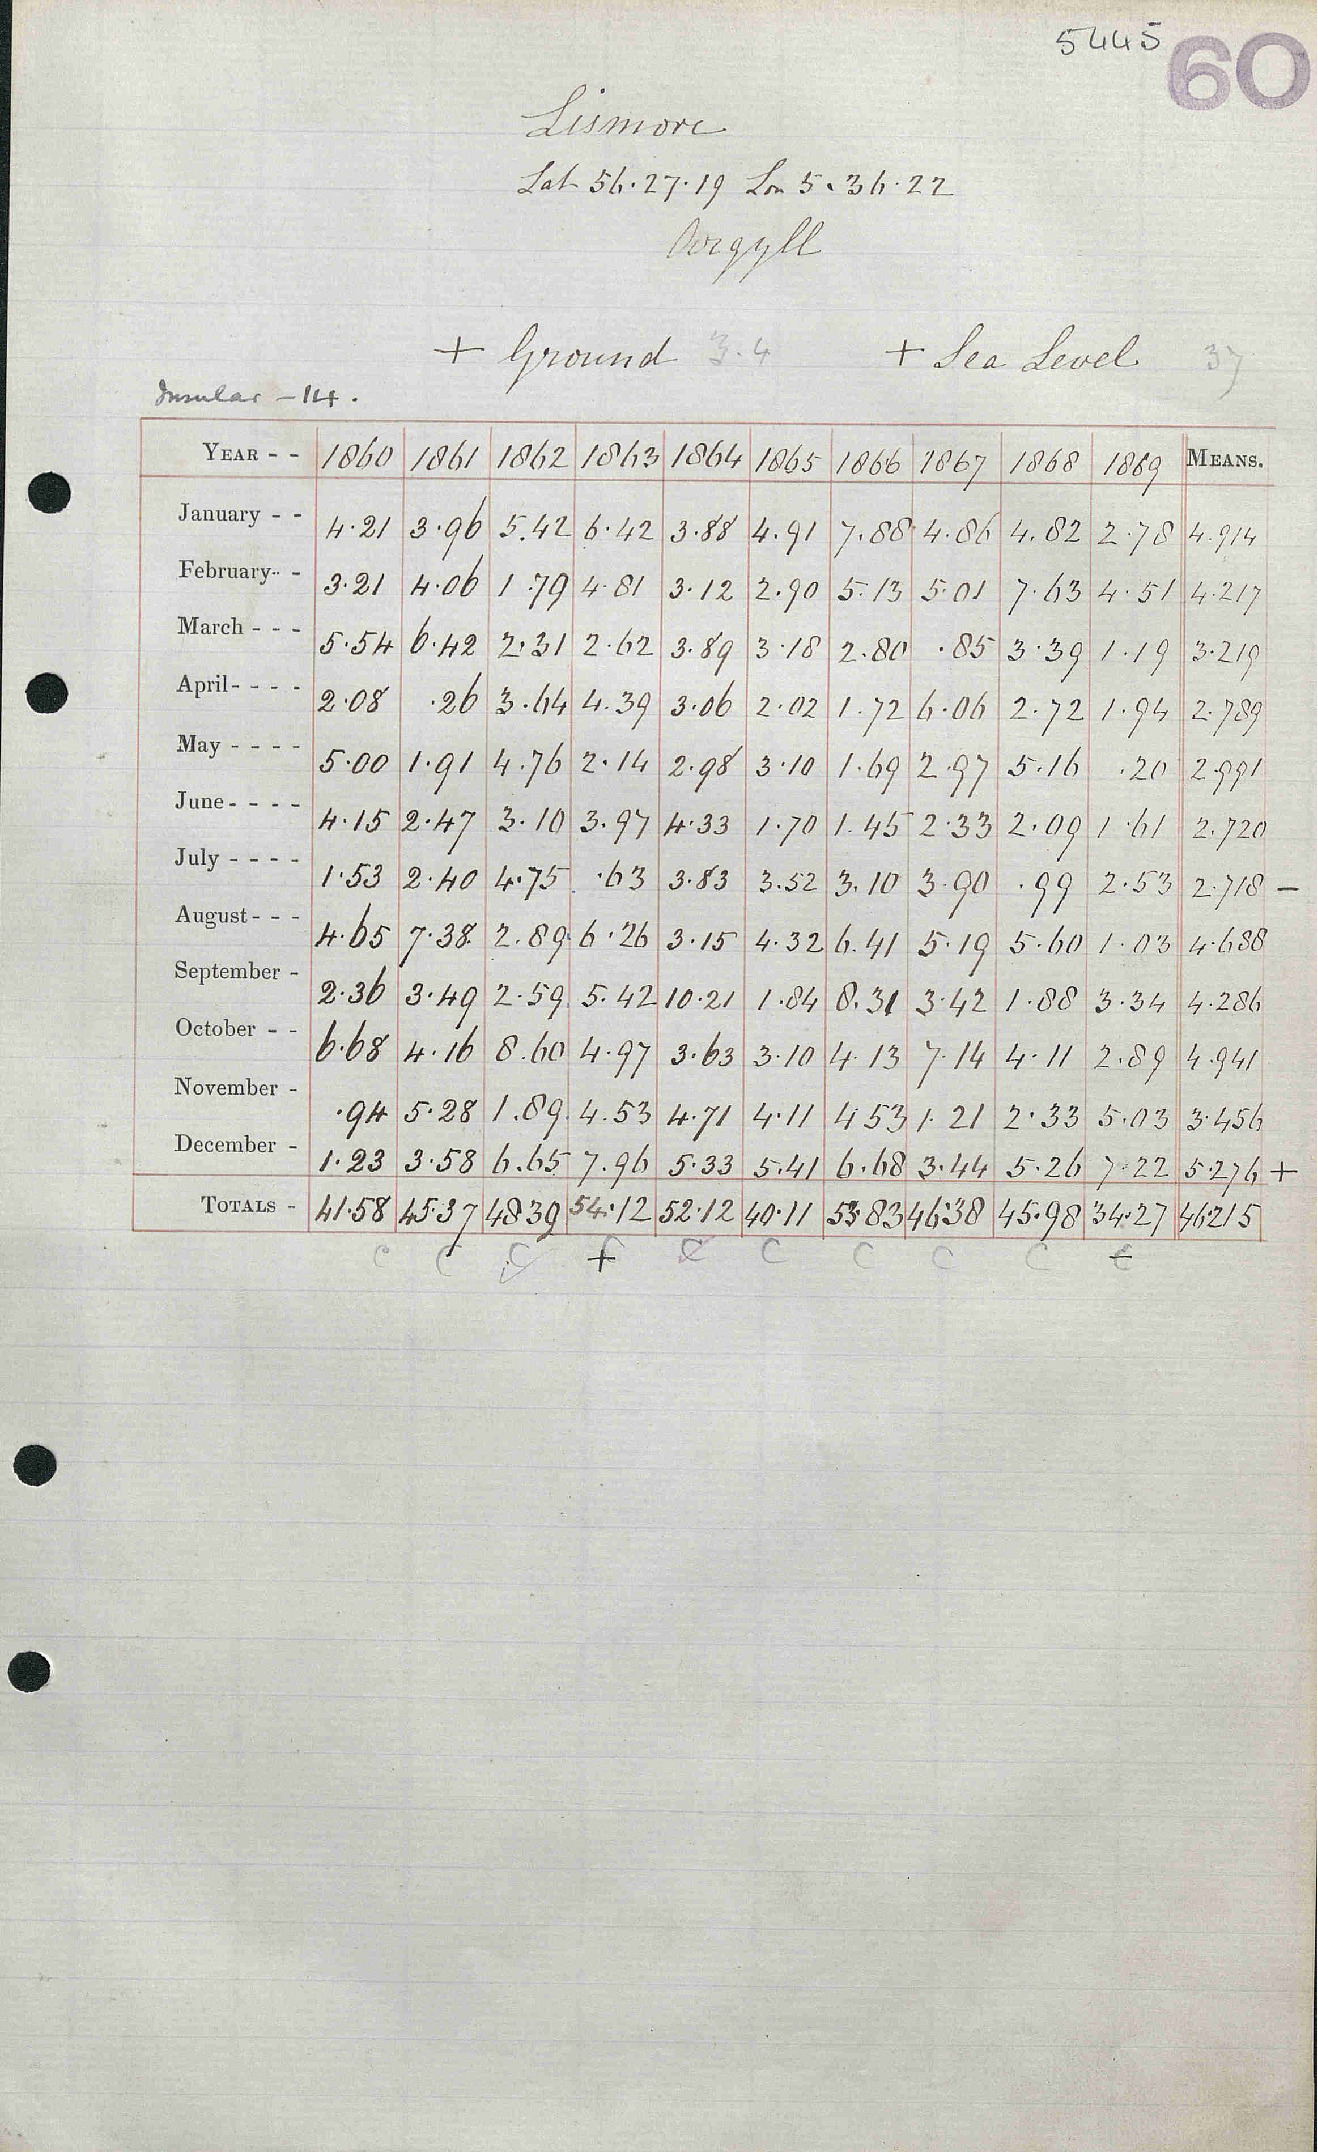 5445 60
Lismore
Lat 56.27.19 Lon 5.36.22
Argyll
+ Ground 3.4 + Sea Level 37
Insular - 14.
YEAR - - 1860 1861 1862 1863 1864 1865 1866 1867 1868 1869 MEANS.
January - - 4.21 3.96 5.42 6.42 3.88 4.91 7.88 4.86 4.82 2.78 4.914
February - - 3.21 4.06 1.79 4.81 3.12 2.90 5.13 5.01 7.63 4.51 4.217
March - - - 5.54 6.42 2.31 2.62 3.89 3.18 2.80 .85 3.39 1.19 3.219
April - - - - 2.08 .26 3.64 4.39 3.06 2.02 1.72 6.06 2.72 1.94 2.789
May - - - - 5.00 1.91 4.76 2.14 2.98 3.10 1.69 2.97 5.16 .20 2.991
June - - - - 4.15 2.47 3.10 3.97 4.33 1.70 1.45 2.33 2.09 1.61 2.720
July - - - - 1.53 2.40 4.75 .63 3.83 3.52 3.10 3.90 .99 2.53 2.718 -
August - - - 4.65 7.38 2.89 6.26 3.15 4.32 6.41 5.19 5.60 1.03 4.688
September - 2.36 3.49 2.59 5.42 10.21 1.84 8.31 3.42 1.88 3.34 4.286
October - - 6.68 4.16 8.60 4.97 3.63 3.10 4.13 7.14 4.11 2.89 4.941
November - .94 5.28 1.89 4.53 4.71 4.11 4.53 1.21 2.33 5.03 3.456
December - 1.23 3.58 6.65 7.96 5.33 5.41 6.68 3.44 5.26 7.22 5.276 +
TOTALS - 41.58 45.37 48.39 54.12 52.12 40.11 53.83 46.38 45.98 34.27 46.215
C C C + C C C C C C